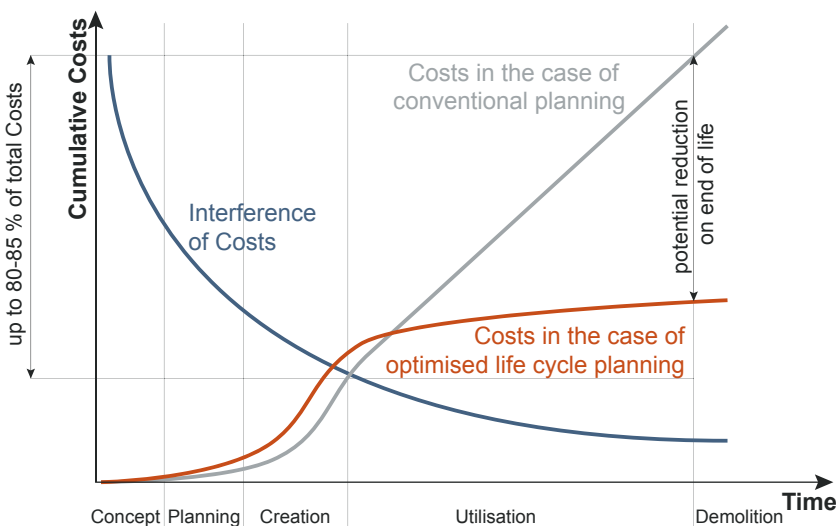 Cumulative Costs
up to 80-85 % of total Costs
Costs in the case of
conventional planning
potential reduction
on end of life
Interference
of Costs
Costs in the case of
optimised life cycle planning
Time
Concept
Planning
Creation
Utilisation
Demolition